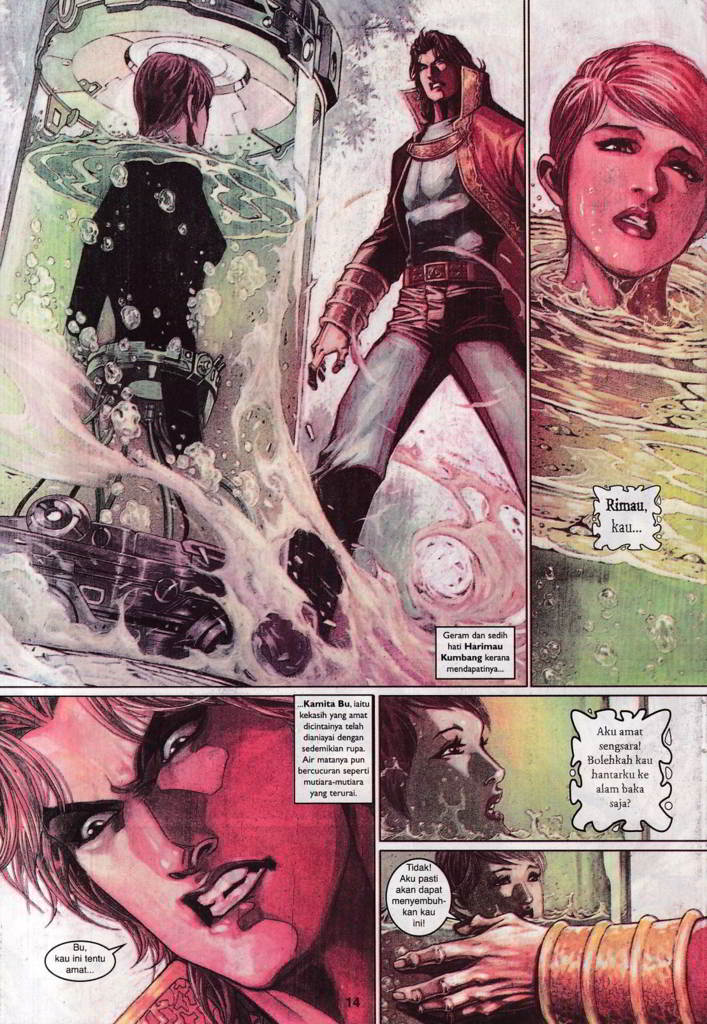 Rimau,
kau...
Geram dan sedih
hati Harimau
Kumbang kerana
mendapatinya...
...Kamita Bu, iaitu
kekasih yang amat
dicintainya telah
dianiayai dengan
sedemikian rupa.
Air matanya pun
bercucuran seperti
mutiara-mutiara
yang terurai.
Bu,
kau ini tentu
amat...
Aku amat
sengsara!
Bolehkah kau
hantarku ke
alam baka
saja?
Tidak!
Aku pasti
akan dapat
menyembuh-
kan kau
ini!
14